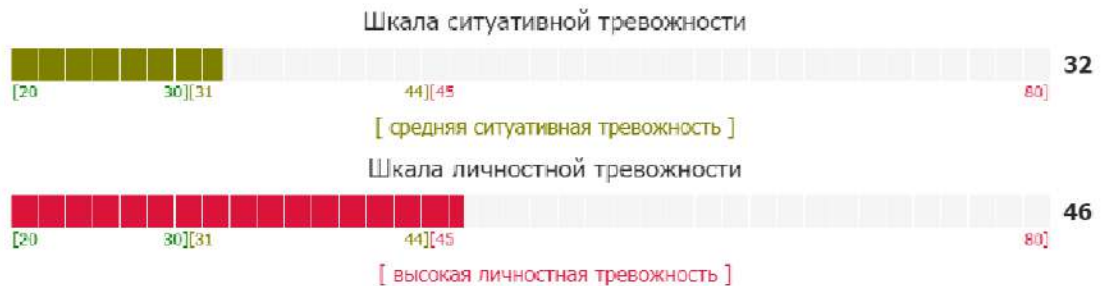 Шкала ситуативной тревожности
32
[20 30][31 44][45 80]
[ средняя ситуативная тревожность ]
Шкала личностной тревожности
46
[20 30][31 44][45 80]
[ высокая личностная тревожность ]